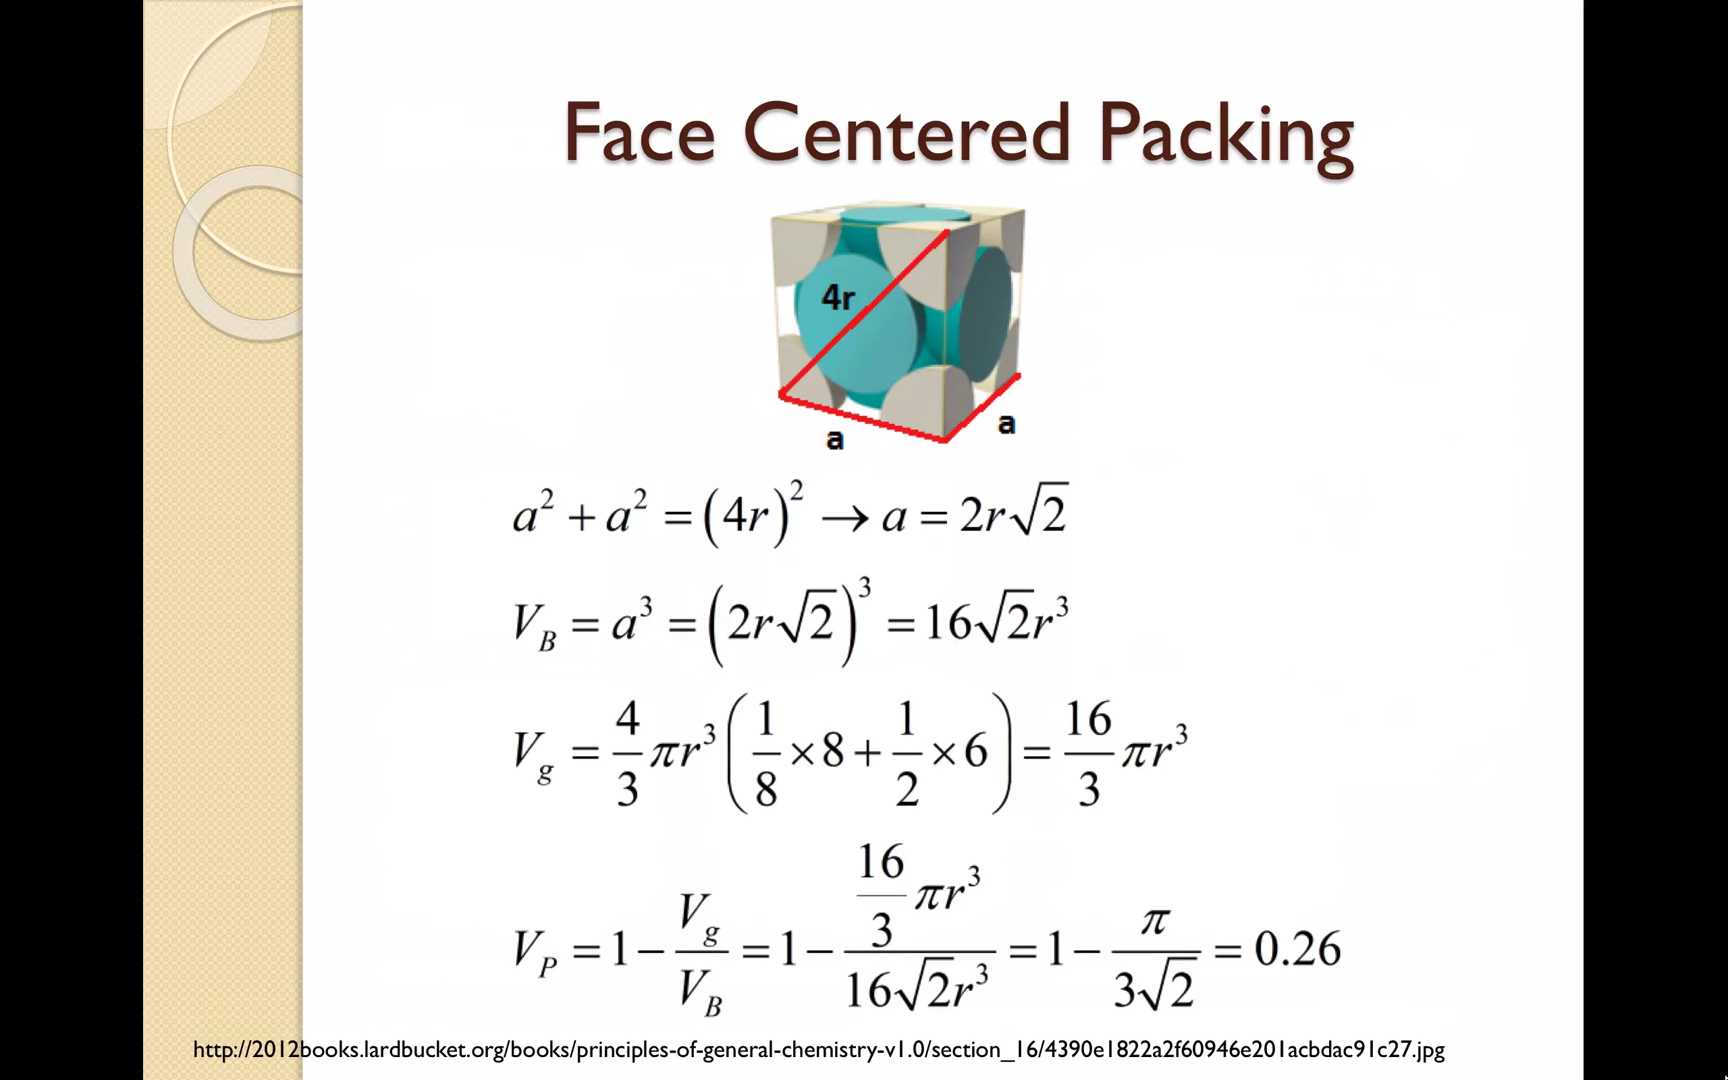 Face Centered Packing
4r
a
a
a² + a² = (4r)² → a = 2r√2
V_B = a³ = (2r√2)³ = 16√2r³
V_g = 4/3 πr³ (1/8 × 8 + 1/2 × 6) = 16/3 πr³
V_P = 1 − V_g/V_B = 1 − (16/3 πr³)/(16√2r³) = 1 − π/(3√2) = 0.26
http://2012books.lardbucket.org/books/principles-of-general-chemistry-v1.0/section_16/4390e1822a2f60946e201acbdac91c27.jpg